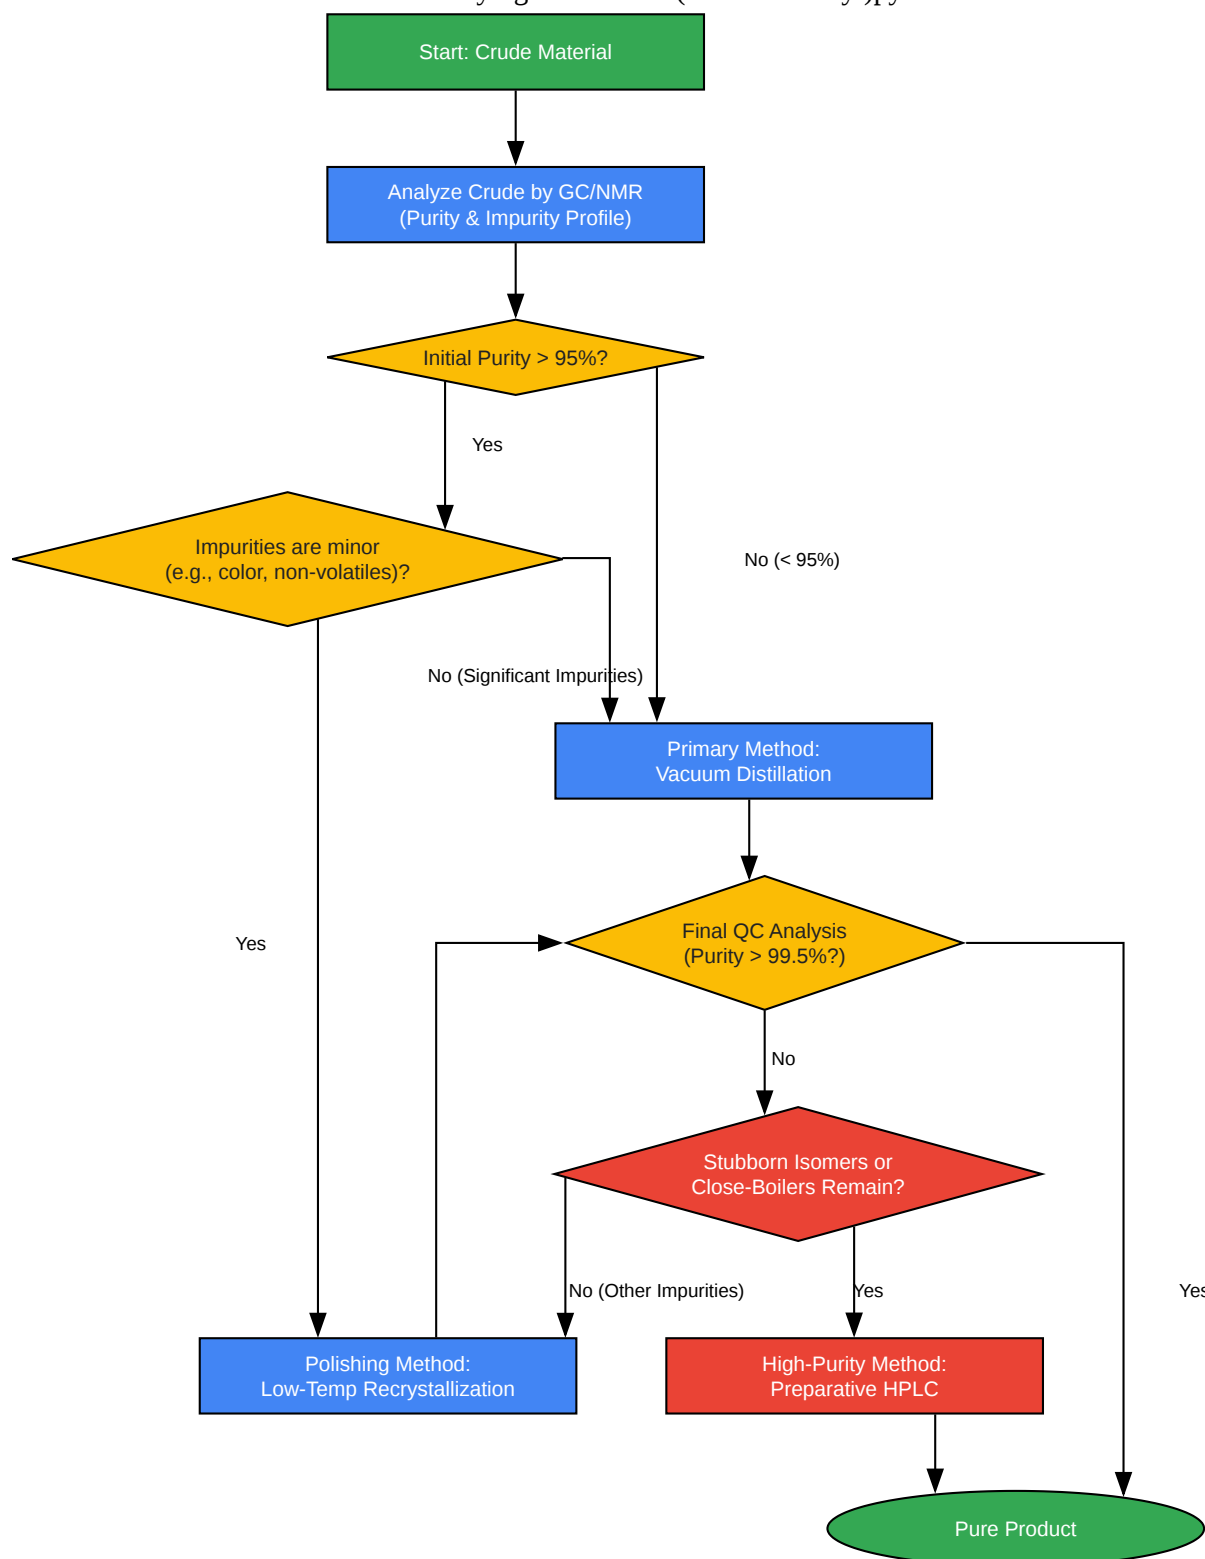 Start: Crude Material
Analyze Crude by GC/NMR
(Purity & Impurity Profile)
Initial Purity > 95%?
Yes
Impurities are minor
(e.g., color, non-volatiles)?
No (< 95%)
No (Significant Impurities)
Primary Method:
Vacuum Distillation
Yes
Final QC Analysis
(Purity > 99.5%?)
No
Stubborn Isomers or
Close-Boilers Remain?
No (Other Impurities)
Yes
Yes
Polishing Method:
Low-Temp Recrystallization
High-Purity Method:
Preparative HPLC
Pure Product